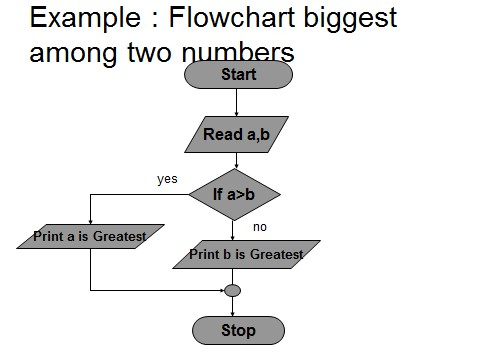 Example : Flowchart biggest
among two numbers
Start
Read a,b
If a>b
yes
no
Print a is Greatest
Print b is Greatest
Stop